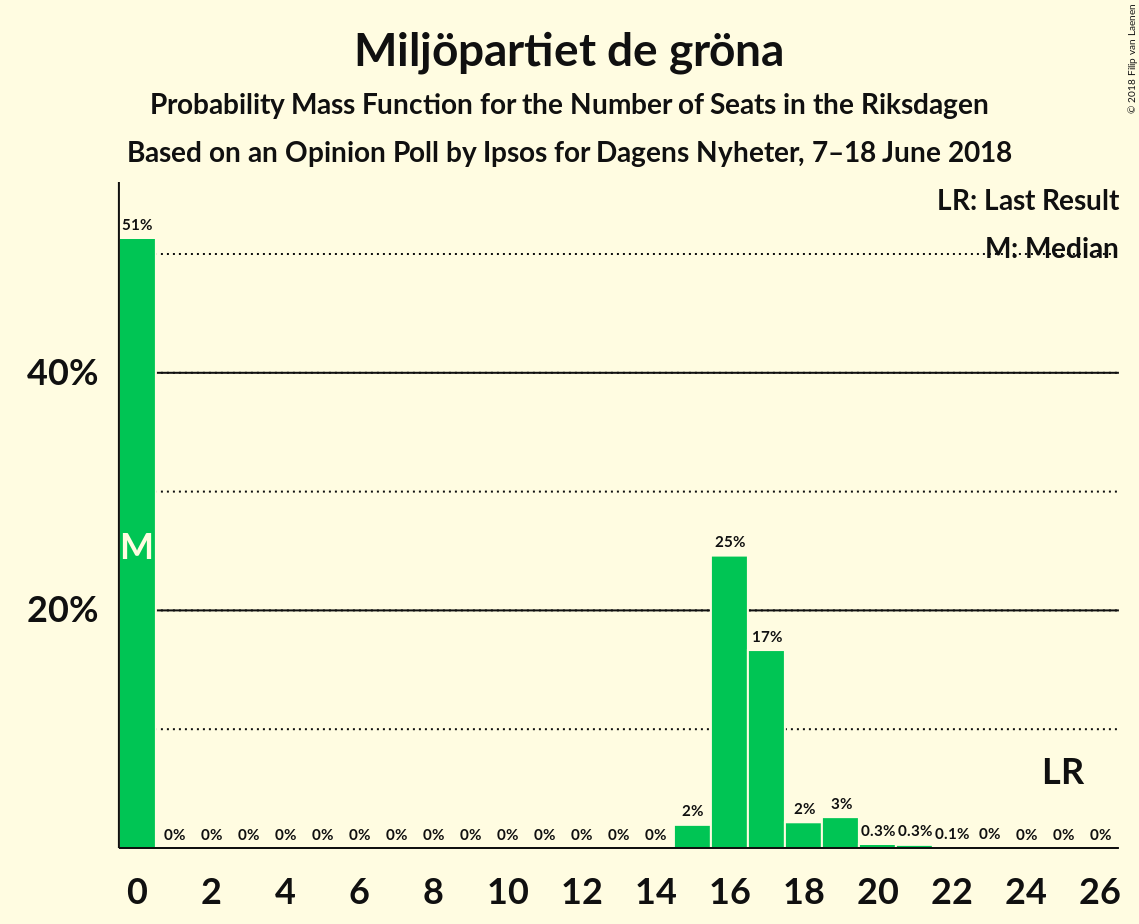 Miljöpartiet de gröna
Probability Mass Function for the Number of Seats in the Riksdagen
Based on an Opinion Poll by Ipsos for Dagens Nyheter, 7–18 June 2018
© 2018 Filip van Laenen
LR: Last Result
M: Median
51%
40%
20%
M
0% 0% 0% 0% 0% 0% 0% 0% 0% 0% 0% 0% 0% 0% 2% 25% 17% 2% 3% 0.3% 0.3% 0.1% 0% 0% 0% 0%
LR
0 2 4 6 8 10 12 14 16 18 20 22 24 26